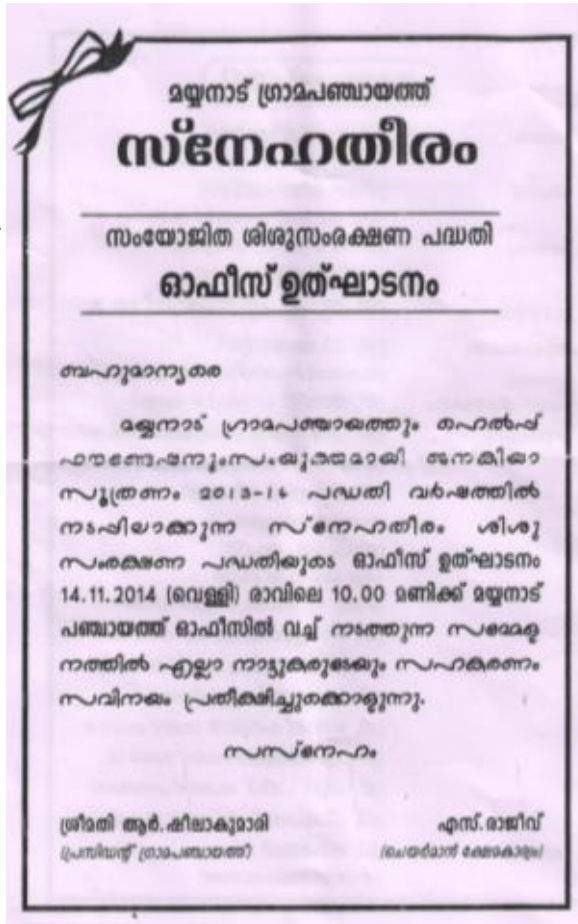 മയ്യനാട് ഗ്രാമപഞ്ചായത്ത്
സ്നേഹതീരം
സംയോജിത ശിശുസംരക്ഷണ പദ്ധതി
ഓഫീസ് ഉത്ഘാടനം
ബഹുമാന്യരെ
മയ്യനാട് ഗ്രാമപഞ്ചായത്തും ഹെൽപ്പ്
ഫൗണ്ടേഷനുംസംയുക്തമായി ജനകീയാ
സൂത്രണം പദ്ധതി വർഷത്തിൽ
നടപ്പിലാക്കുന്ന സ്നേഹതീരം ശിശു
സംരക്ഷണ പദ്ധതിയുടെ ഓഫീസ് ഉത്ഘാടനം
14.11.2014 (വെള്ളി) രാവിലെ 10.00 മണിക്ക് മയ്യനാട്
പഞ്ചായത്ത് ഓഫീസിൽ വച്ച് നടത്തുന്ന സമ്മേള
നത്തിൽ എല്ലാ നാട്ടുകരുടേയും സഹകരണം
സവിനയം പ്രതീക്ഷിച്ചുക്കൊളുന്നു.
സസ്നേഹം
ശ്രീമതി ആർ.ഷീലാകുമാരി എസ്.രാജീവ്
(പ്രസിഡന്റ് ഗ്രാമപഞ്ചായത്ത്) (ചെയർമാൻ ക്ഷേമകാര്യം)